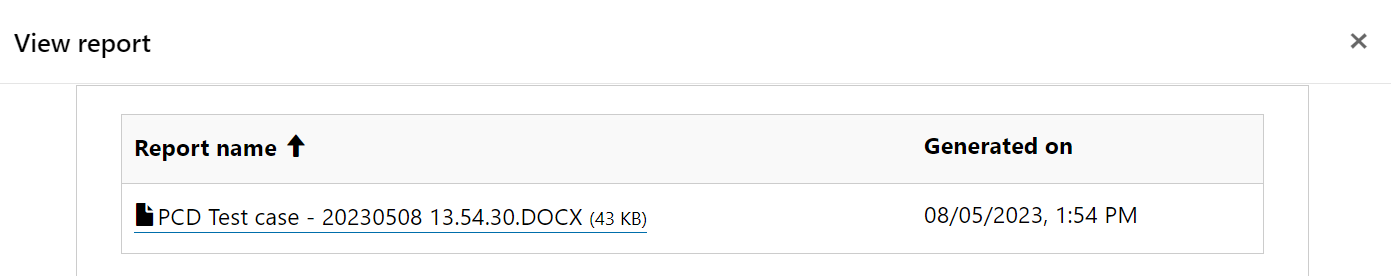 View report
Report name Generated on
PCD Test case - 20230508 13.54.30.DOCX (43 KB) 08/05/2023, 1:54 PM